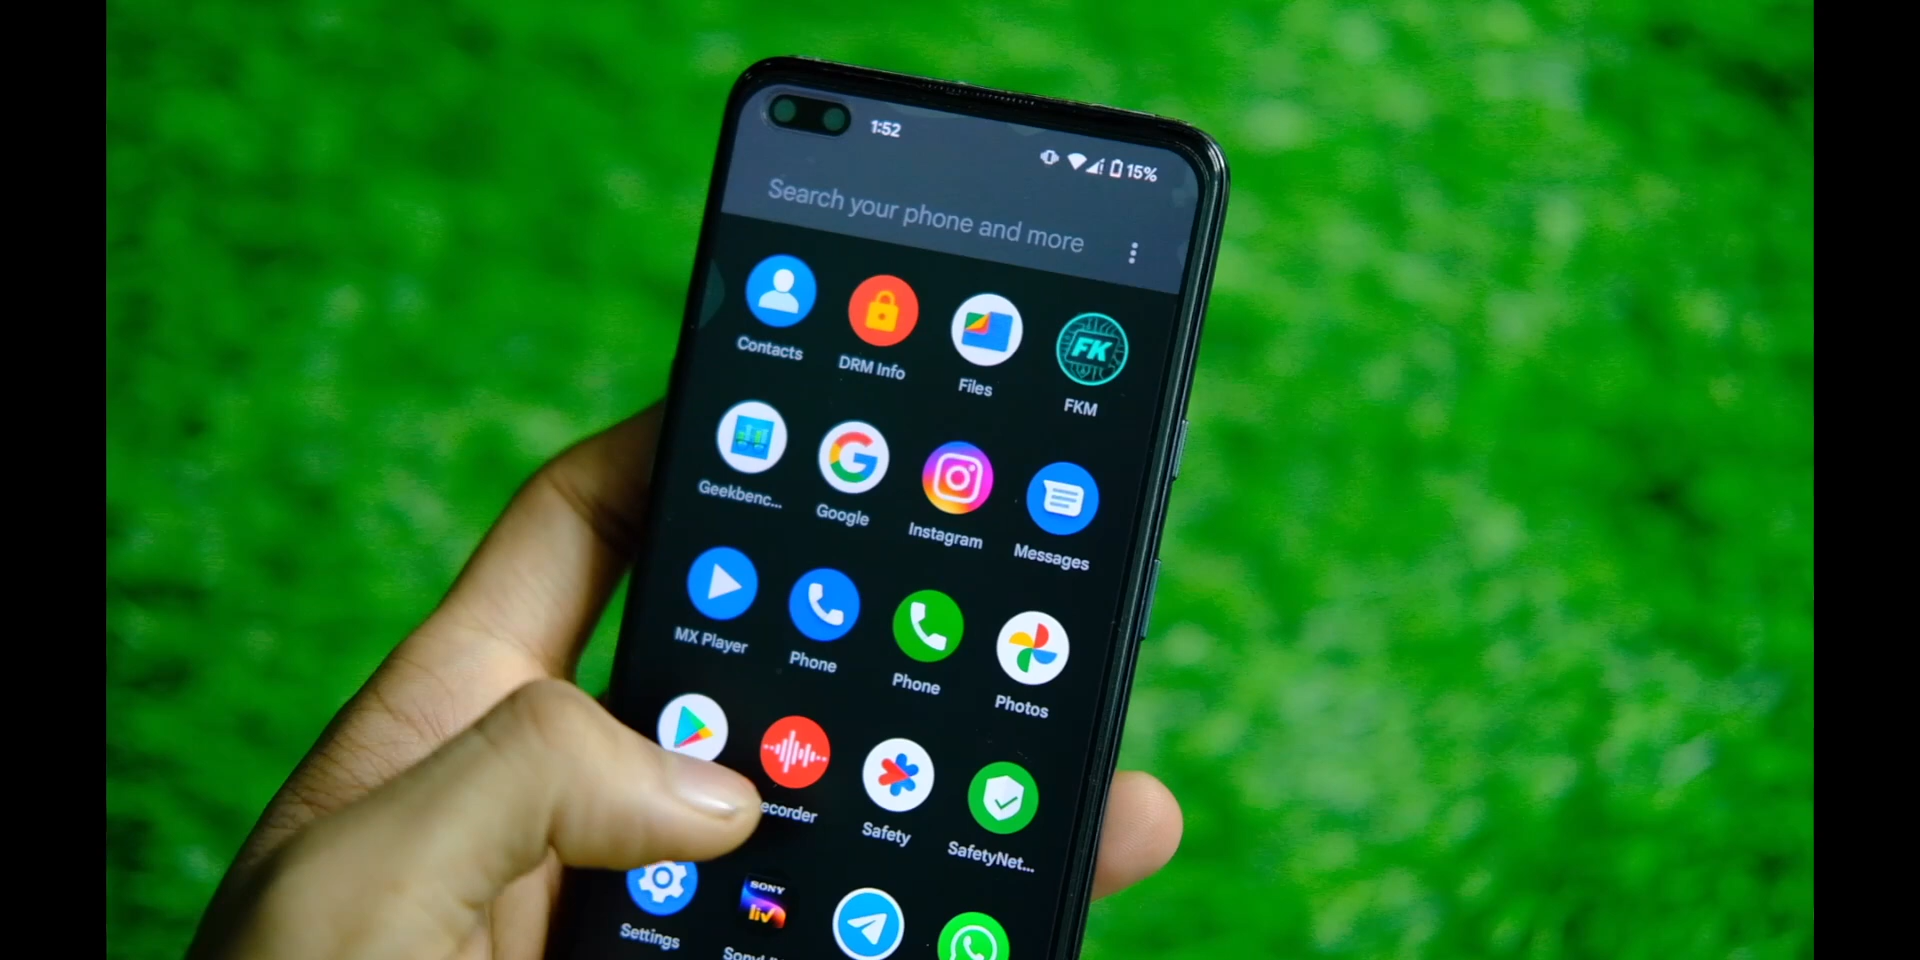 1:52
15%
Search your phone and more
Contacts
DRM Info
Files
FK
FKM
Geekbenc...
Google
Instagram
Messages
MX Player
Phone
Phone
Photos
ecorder
Safety
SafetyNet...
SONY
liv
Settings